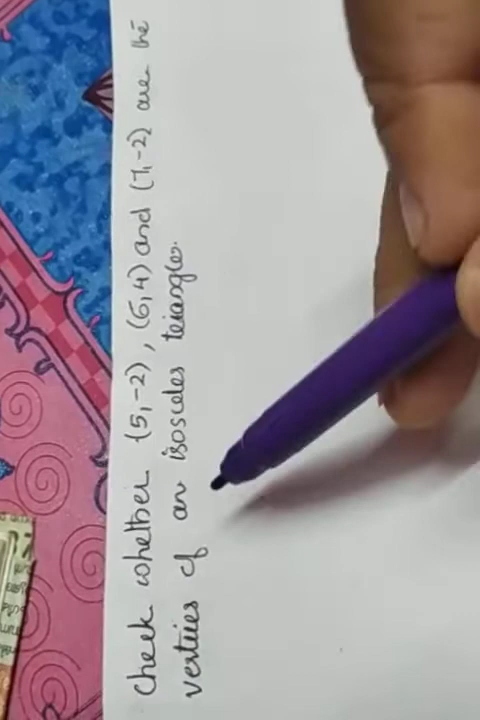 Check whether (5,-2), (6,4) and (7,-2) are the
vertices of an isosceles triangle.